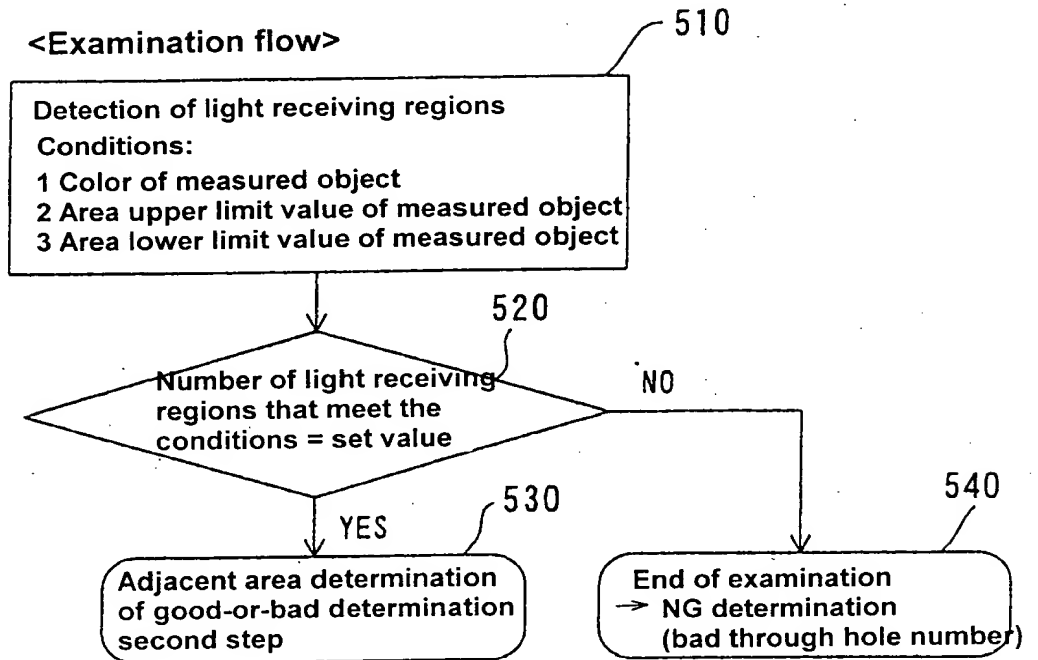 <Examination flow>
510
Detection of light receiving regions
Conditions:
1 Color of measured object
2 Area upper limit value of measured object
3 Area lower limit value of measured object
520
Number of light receiving
regions that meet the
conditions = set value
NO
YES
530
Adjacent area determination
of good-or-bad determination
second step
540
End of examination
→ NG determination
(bad through hole number)